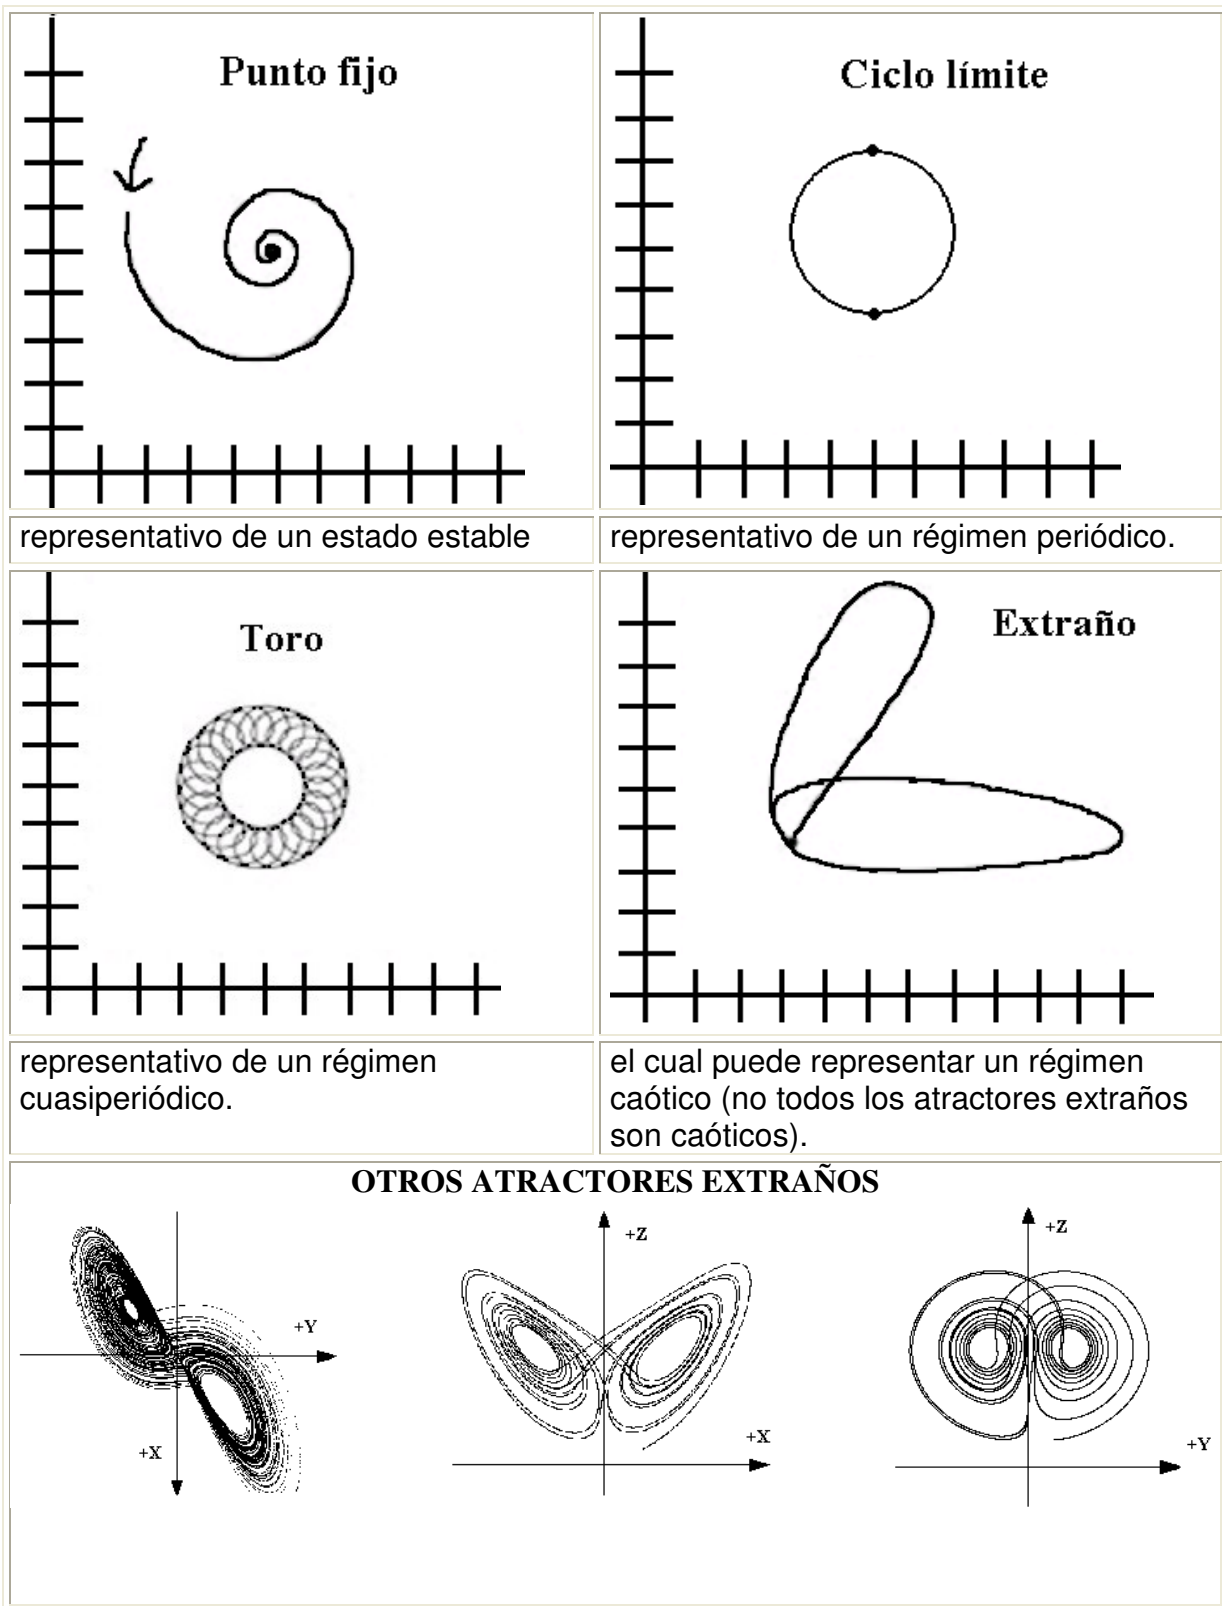 Punto fijo
Ciclo límite
representativo de un estado estable
representativo de un régimen periódico.
Toro
Extraño
representativo de un régimen
cuasiperiódico.
el cual puede representar un régimen
caótico (no todos los atractores extraños
son caóticos).
OTROS ATRACTORES EXTRAÑOS
+Y
+X
+Z
+X
+Z
+Y